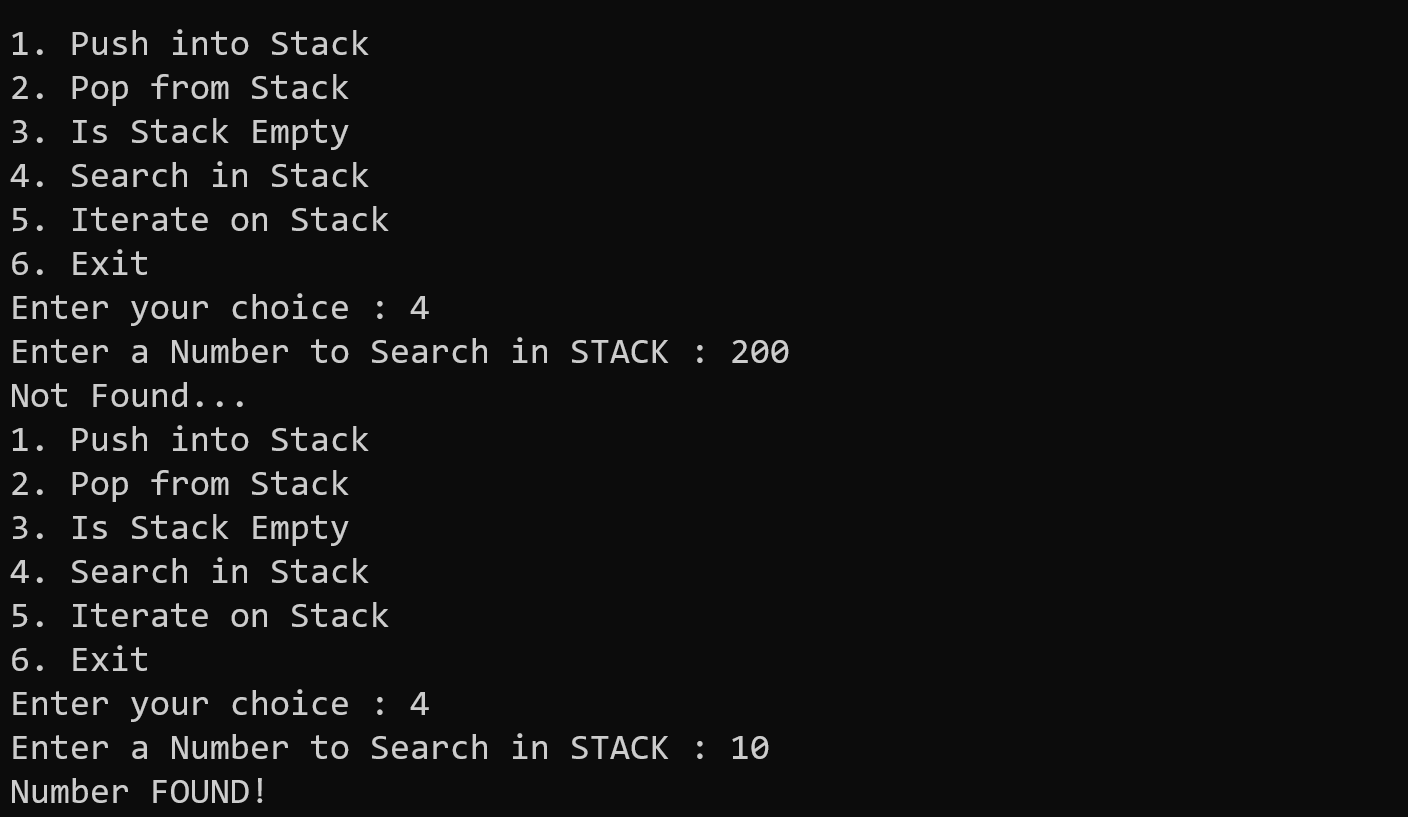 1. Push into Stack
2. Pop from Stack
3. Is Stack Empty
4. Search in Stack
5. Iterate on Stack
6. Exit
Enter your choice : 4
Enter a Number to Search in STACK : 200
Not Found...
1. Push into Stack
2. Pop from Stack
3. Is Stack Empty
4. Search in Stack
5. Iterate on Stack
6. Exit
Enter your choice : 4
Enter a Number to Search in STACK : 10
Number FOUND!